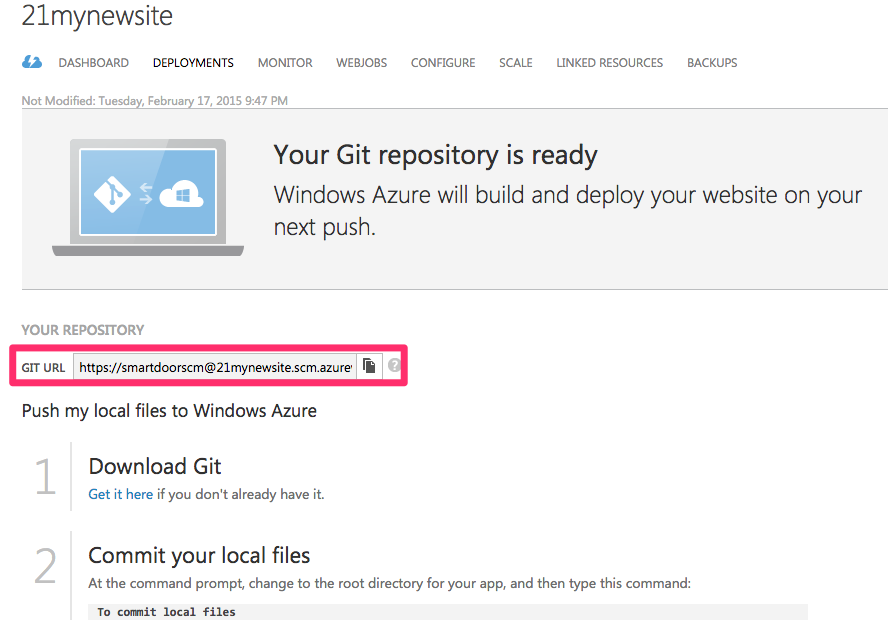 21mynewsite
DASHBOARD DEPLOYMENTS MONITOR WEBJOBS CONFIGURE SCALE LINKED RESOURCES BACKUPS
Not Modified: Tuesday, February 17, 2015 9:47 PM
Your Git repository is ready
Windows Azure will build and deploy your website on your
next push.
YOUR REPOSITORY
GIT URL https://smartdoorscm@21mynewsite.scm.azure ?
Push my local files to Windows Azure
1 Download Git
Get it here if you don't already have it.
2 Commit your local files
At the command prompt, change to the root directory for your app, and then type this command:
To commit local files